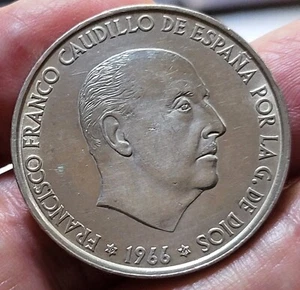 FRANCISCO FRANCO CAUDILLO DE ESPAÑA POR LA G. DE DIOS
* 1966 *